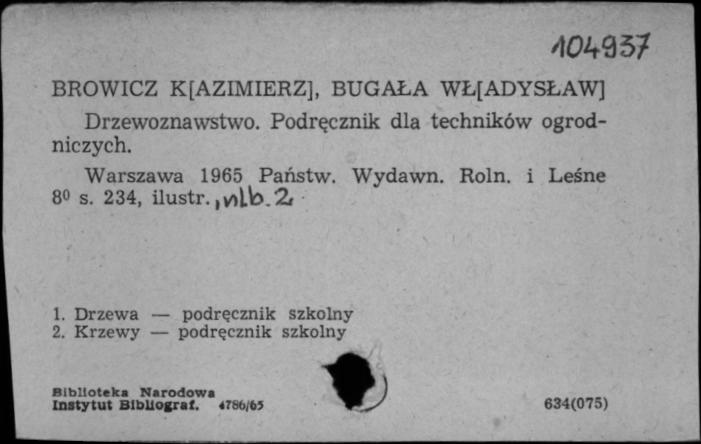 104937
BROWICZ K[AZIMIERZ], BUGAŁA WŁ[ADYSŁAW]
Drzewoznawstwo. Podręcznik dla techników ogrod-
niczych.
Warszawa 1965 Państw. Wydawn. Roln. i Leśne
8⁰ s. 234, ilustr., nlb. 2.
1. Drzewa — podręcznik szkolny
2. Krzewy — podręcznik szkolny
Biblioteka Narodowa
Instytut Bibliograf. 4786/65
634(075)